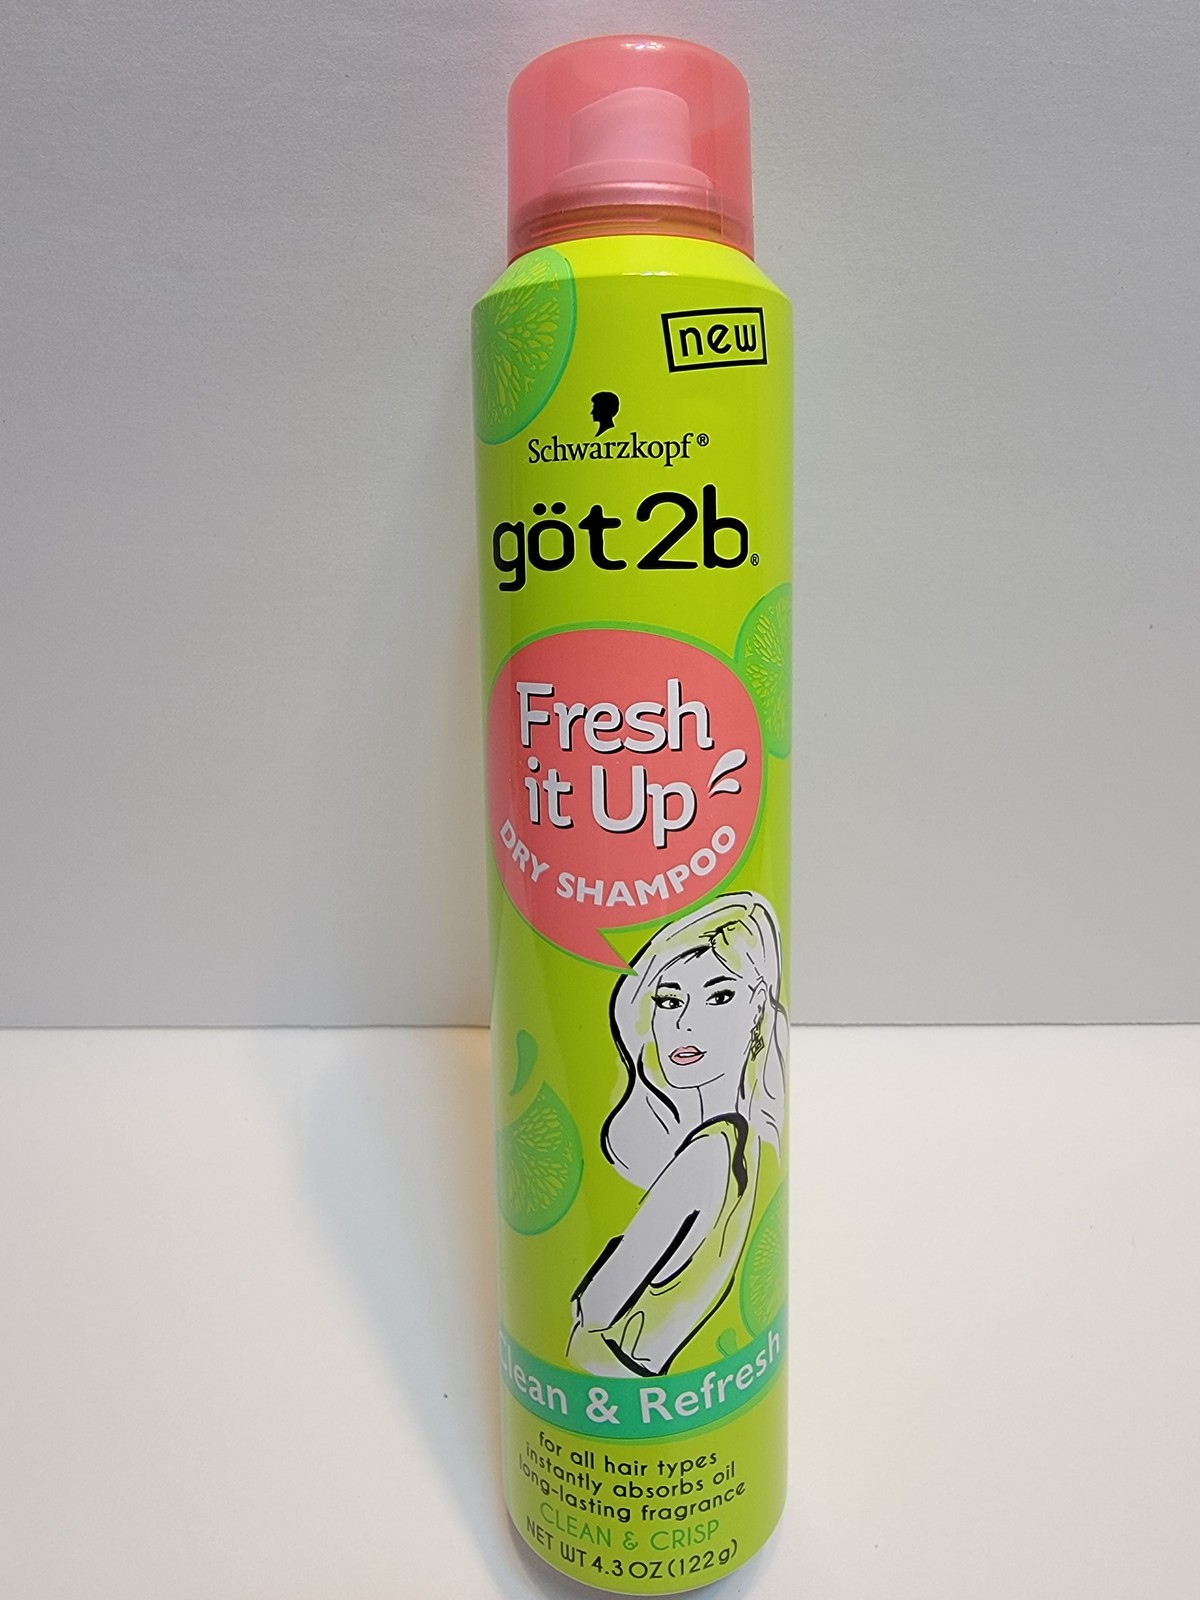 new
Schwarzkopf®
göt2b®
Fresh
it Up
DRY SHAMPOO
Clean & Refresh
for all hair types
instantly absorbs oil
long-lasting fragrance
CLEAN & CRISP
NET WT 4.3 OZ (122 g)